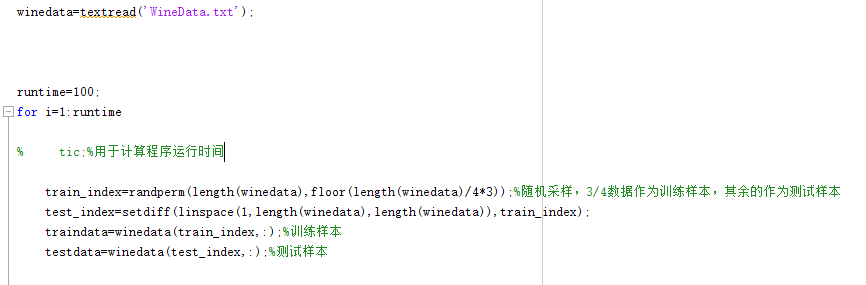 winedata=textread('WineData.txt');
runtime=100;
for i=1:runtime
% tic;%用于计算程序运行时间
train_index=randperm(length(winedata),floor(length(winedata)/4*3));%随机采样，3/4数据作为训练样本，其余的作为测试样本
test_index=setdiff(linspace(1,length(winedata),length(winedata)),train_index);
traindata=winedata(train_index,:);%训练样本
testdata=winedata(test_index,:);%测试样本